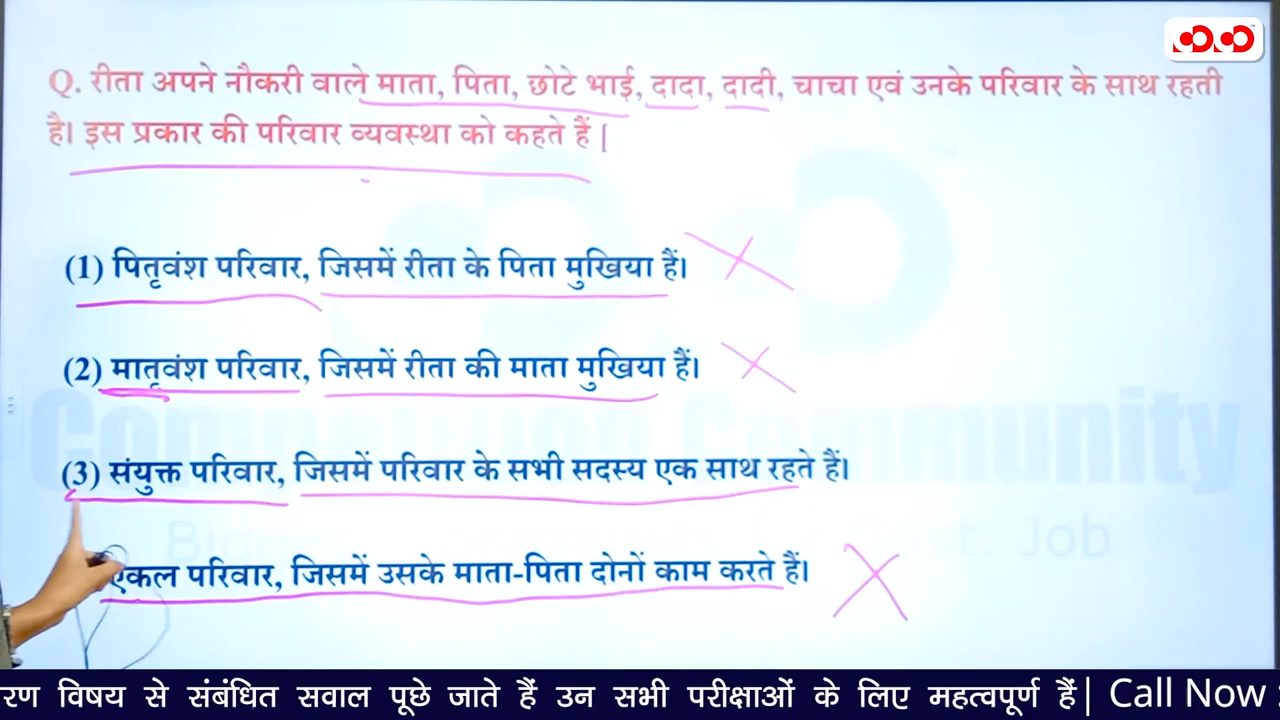 Q. रीता अपने नौकरी वाले माता, पिता, छोटे भाई, दादा, दादी, चाचा एवं उनके परिवार के साथ रहती
है। इस प्रकार की परिवार व्यवस्था को कहते हैं |
(1) पितृवंश परिवार, जिसमें रीता के पिता मुखिया हैं।
(2) मातृवंश परिवार, जिसमें रीता की माता मुखिया हैं।
(3) संयुक्त परिवार, जिसमें परिवार के सभी सदस्य एक साथ रहते हैं।
एकल परिवार, जिसमें उसके माता-पिता दोनों काम करते हैं।
Community
Job
रण विषय से संबंधित सवाल पूछे जाते हैं उन सभी परीक्षाओं के लिए महत्वपूर्ण हैं| Call Now